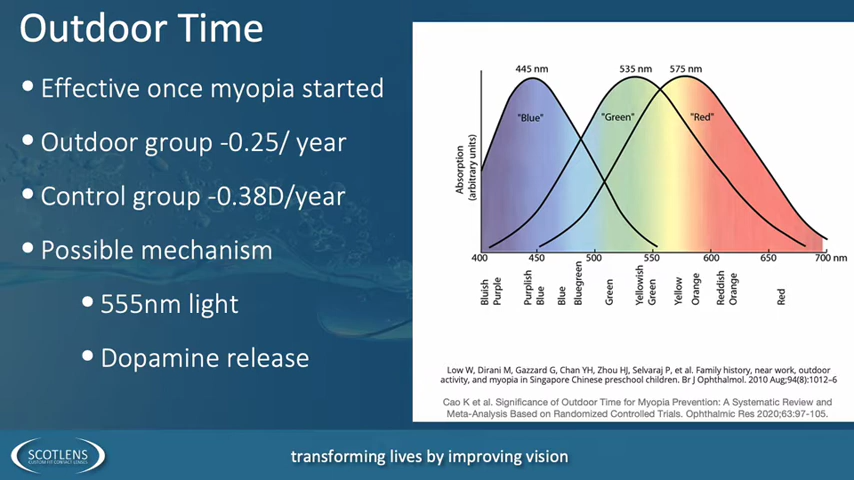 Outdoor Time
• Effective once myopia started
• Outdoor group -0.25/ year
• Control group -0.38D/year
• Possible mechanism
• 555nm light
• Dopamine release
445 nm
535 nm
575 nm
"Blue"
"Green"
"Red"
Absorption
(arbitrary units)
400
450
500
550
600
650
700 nm
Bluish
Purple
Purplish
Blue
Blue
Bluegreen
Green
Yellowish
Green
Yellow
Orange
Reddish
Orange
Red
Low W, Dirani M, Gazzard G, Chan YH, Zhou HJ, Selvaraj P, et al. Family history, near work, outdoor
activity, and myopia in Singapore Chinese preschool children. Br J Ophthalmol. 2010 Aug;94(8):1012–6
Cao K et al. Significance of Outdoor Time for Myopia Prevention: A Systematic Review and
Meta-Analysis Based on Randomized Controlled Trials. Ophthalmic Res 2020;63:97-105.
SCOTLENS
CUSTOM FIT CONTACT LENSES
transforming lives by improving vision